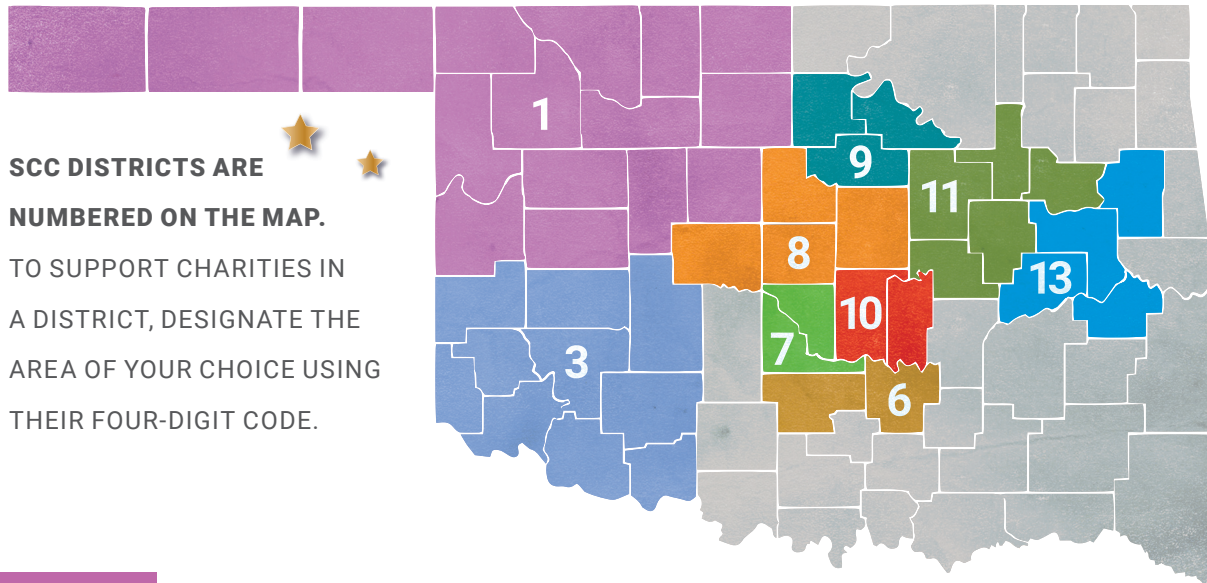 SCC DISTRICTS ARE
NUMBERED ON THE MAP.
TO SUPPORT CHARITIES IN
A DISTRICT, DESIGNATE THE
AREA OF YOUR CHOICE USING
THEIR FOUR-DIGIT CODE.
1
9
11
8
13
10
7
3
6